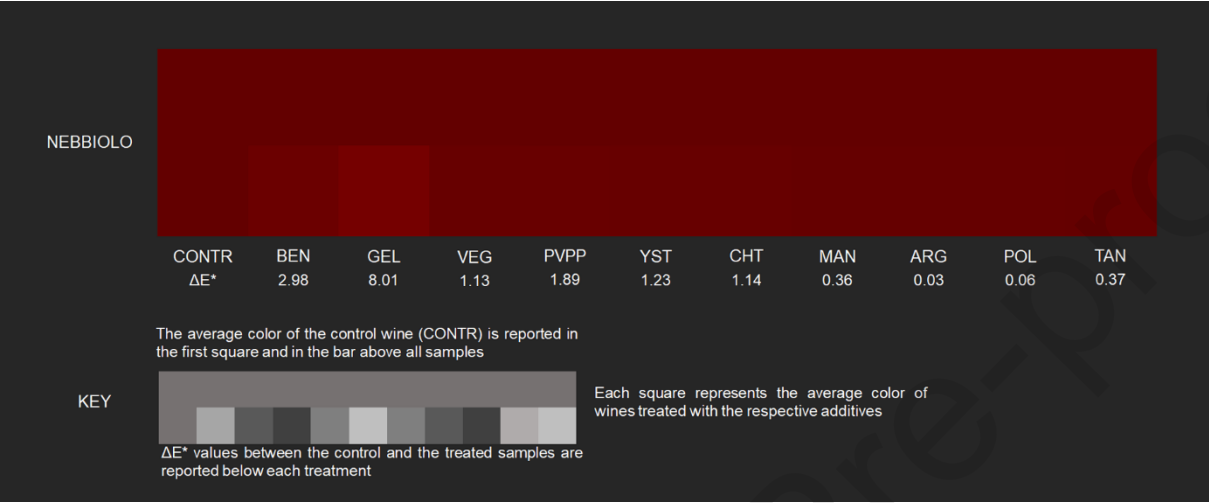 NEBBIOLO
CONTR BEN GEL VEG PVPP YST CHT MAN ARG POL TAN
ΔE* 2.98 8.01 1.13 1.89 1.23 1.14 0.36 0.03 0.06 0.37
The average color of the control wine (CONTR) is reported in
the first square and in the bar above all samples
KEY
Each square represents the average color of
wines treated with the respective additives
ΔE* values between the control and the treated samples are
reported below each treatment
pre-pro